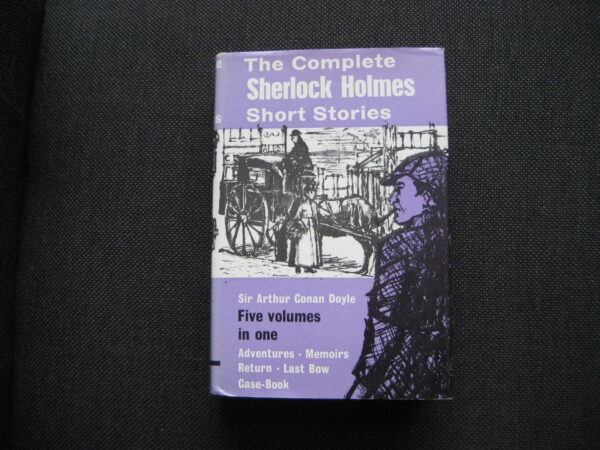 The Complete
Sherlock Holmes
Short Stories
Sir Arthur Conan Doyle
Five volumes
in one
Adventures · Memoirs
Return · Last Bow
Case-Book